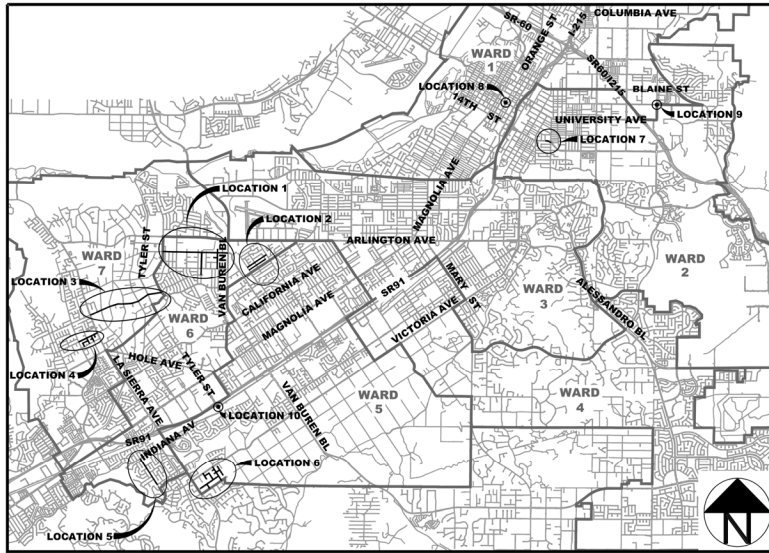 COLUMBIA AVE
SR-60
I-215
ORANGE ST
WARD
1
SR60/I215
LOCATION 8
BLAINE ST
14TH ST
UNIVERSITY AVE
LOCATION 9
LOCATION 7
MAGNOLIA AVE
LOCATION 1
LOCATION 2
ARLINGTON AVE
TYLER ST
WARD
7
VAN BUREN BL
WARD
2
CALIFORNIA AVE
LOCATION 3
SR91
MARY ST
WARD
3
ALESSANDRO BL
MAGNOLIA AVE
WARD
6
VICTORIA AVE
LOCATION 4
HOLE AVE
TYLER ST
LA SIERRA AVE
VAN BUREN BL
WARD
5
WARD
4
LOCATION 10
SR91
INDIANA AV
LOCATION 6
LOCATION 5
N